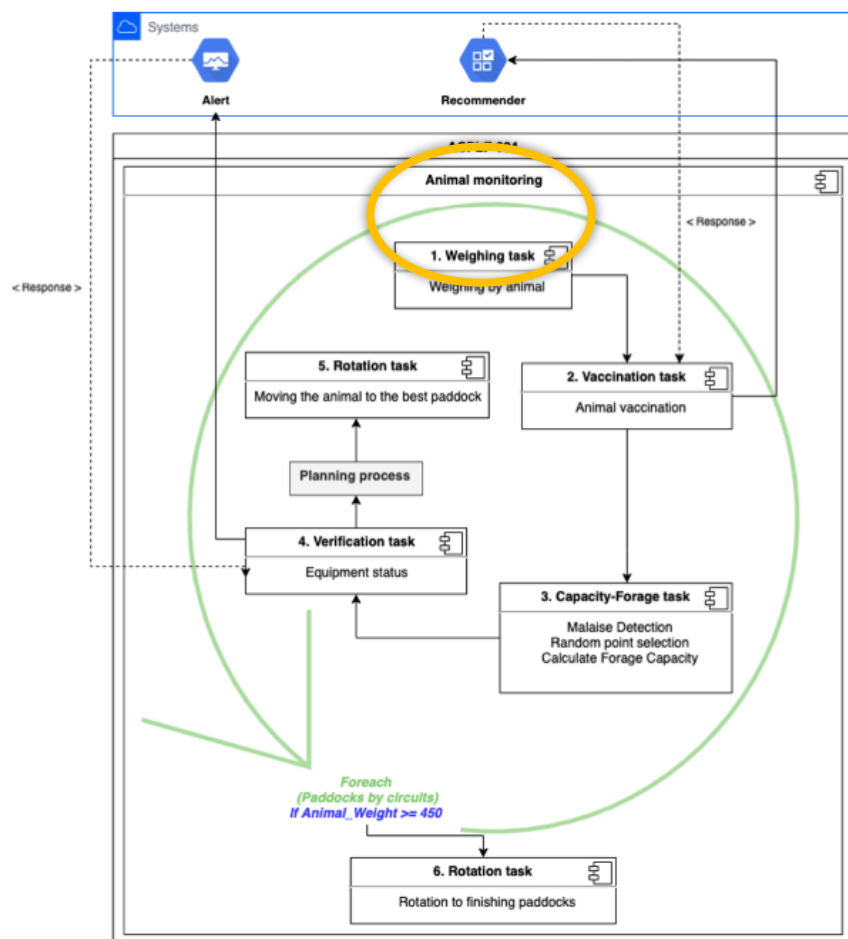 Systems
Alert
Recommender
Animal monitoring
< Response >
1. Weighing task
Weighing by animal
< Response >
5. Rotation task
Moving the animal to the best paddock
2. Vaccination task
Animal vaccination
Planning process
4. Verification task
Equipment status
3. Capacity-Forage task
Malaise Detection
Random point selection
Calculate Forage Capacity
Foreach
(Paddocks by circuits)
If Animal_Weight >= 450
6. Rotation task
Rotation to finishing paddocks